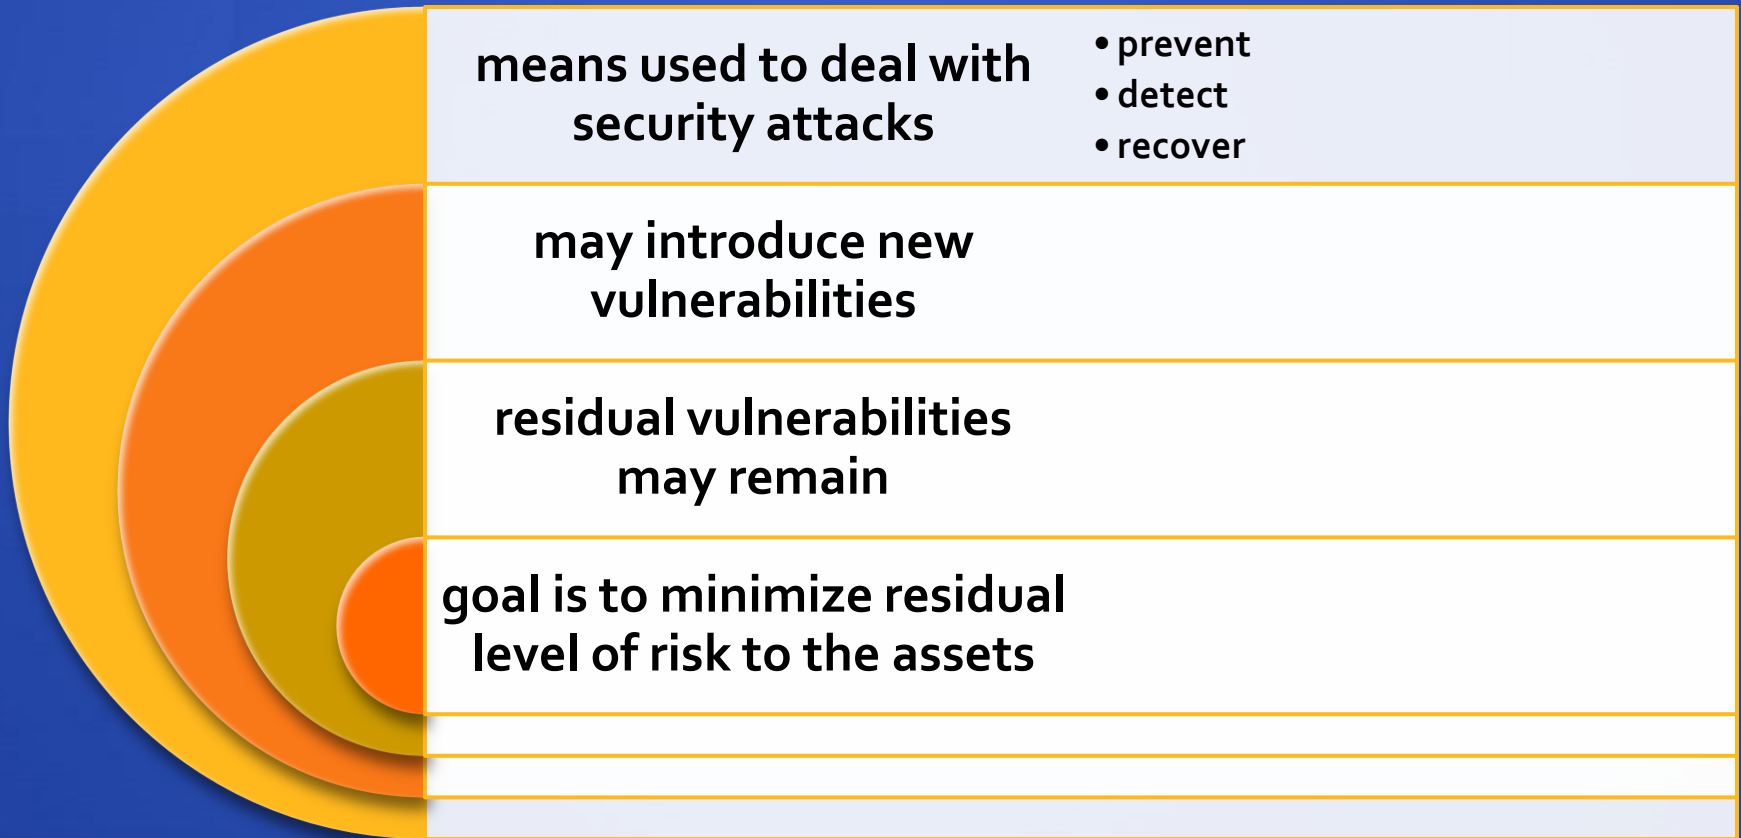 means used to deal with
security attacks
• prevent
• detect
• recover
may introduce new
vulnerabilities
residual vulnerabilities
may remain
goal is to minimize residual
level of risk to the assets